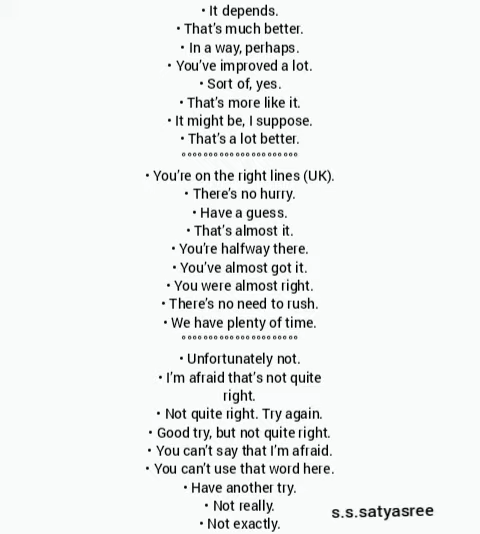 • It depends.
• That's much better.
• In a way, perhaps.
• You've improved a lot.
• Sort of, yes.
• That's more like it.
• It might be, I suppose.
• That's a lot better.
°°°°°°°°°°°°°°°°°°°°°°
• You're on the right lines (UK).
• There's no hurry.
• Have a guess.
• That's almost it.
• You're halfway there.
• You've almost got it.
• You were almost right.
• There's no need to rush.
• We have plenty of time.
°°°°°°°°°°°°°°°°°°°°°°
• Unfortunately not.
• I'm afraid that's not quite
right.
• Not quite right. Try again.
• Good try, but not quite right.
• You can't say that I'm afraid.
• You can't use that word here.
• Have another try.
• Not really.
• Not exactly.
s.s.satyasree